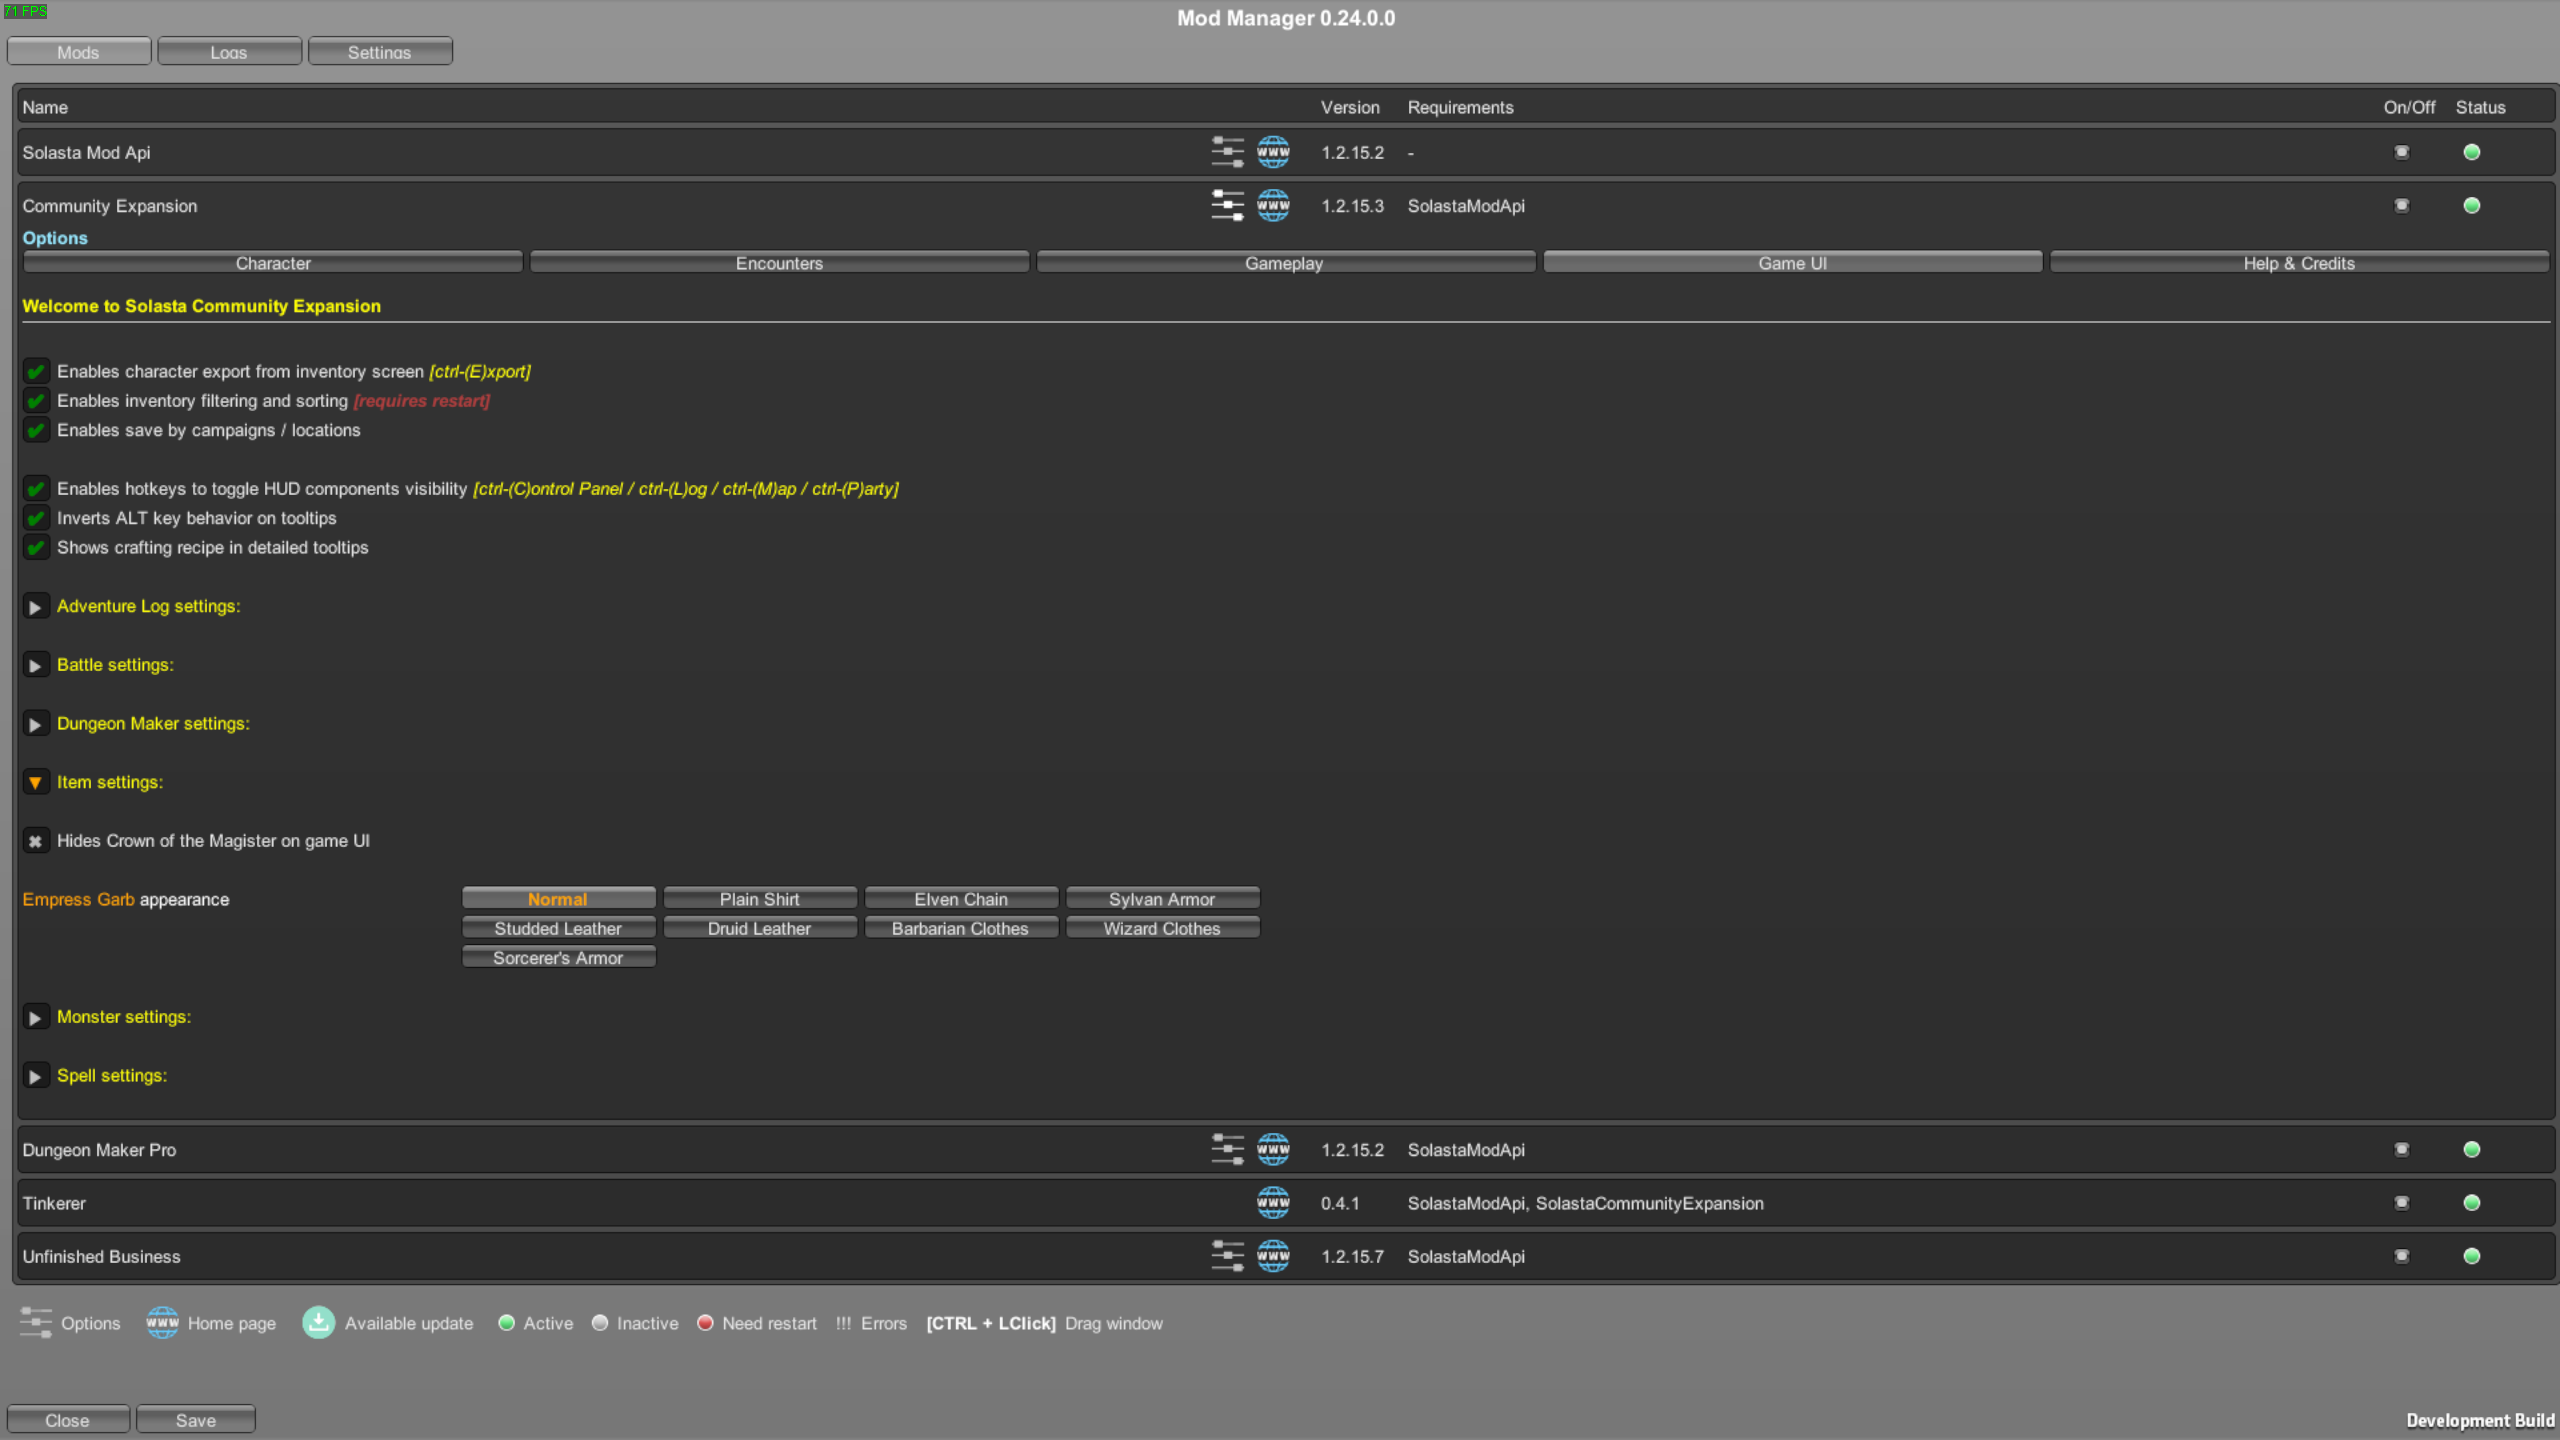 71 FPS
Mod Manager 0.24.0.0
Mods Logs Settings
Name Version Requirements On/Off Status
Solasta Mod Api WWW 1.2.15.2 -
Community Expansion WWW 1.2.15.3 SolastaModApi
Options
Character Encounters Gameplay Game UI Help & Credits
Welcome to Solasta Community Expansion
Enables character export from inventory screen [ctrl-(E)xport]
Enables inventory filtering and sorting [requires restart]
Enables save by campaigns / locations
Enables hotkeys to toggle HUD components visibility [ctrl-(C)ontrol Panel / ctrl-(L)og / ctrl-(M)ap / ctrl-(P)arty]
Inverts ALT key behavior on tooltips
Shows crafting recipe in detailed tooltips
Adventure Log settings:
Battle settings:
Dungeon Maker settings:
Item settings:
Hides Crown of the Magister on game UI
Empress Garb appearance Normal Plain Shirt Elven Chain Sylvan Armor
Studded Leather Druid Leather Barbarian Clothes Wizard Clothes
Sorcerer's Armor
Monster settings:
Spell settings:
Dungeon Maker Pro WWW 1.2.15.2 SolastaModApi
Tinkerer WWW 0.4.1 SolastaModApi, SolastaCommunityExpansion
Unfinished Business WWW 1.2.15.7 SolastaModApi
Options WWW Home page Available update Active Inactive Need restart !!! Errors [CTRL + LClick] Drag window
Close Save Development Build